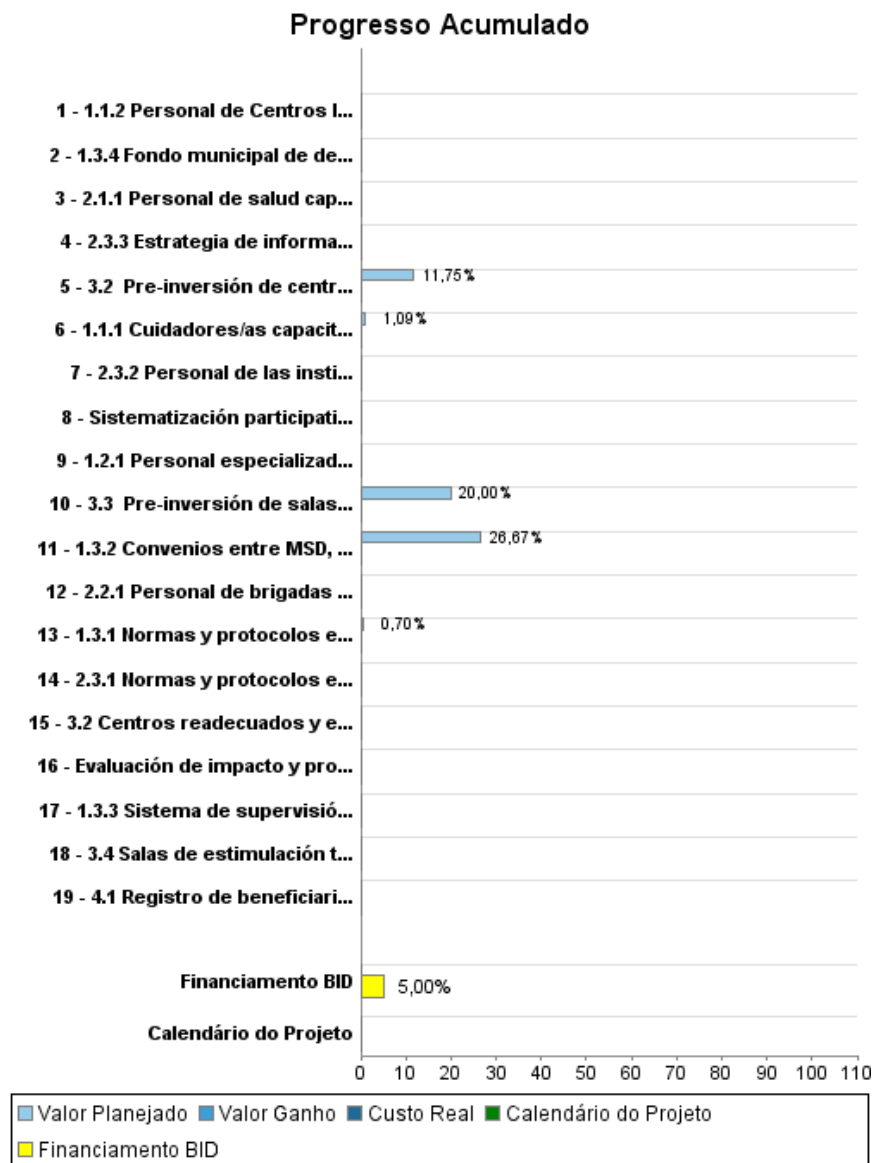 Progresso Acumulado
1 - 1.1.2 Personal de Centros I...
2 - 1.3.4 Fondo municipal de de...
3 - 2.1.1 Personal de salud cap...
4 - 2.3.3 Estrategia de informa...
5 - 3.2 Pre-inversión de centr...
11,75%
6 - 1.1.1 Cuidadores/as capacit...
1,09%
7 - 2.3.2 Personal de las insti...
8 - Sistematización participati...
9 - 1.2.1 Personal especializad...
10 - 3.3 Pre-inversión de salas...
20,00%
11 - 1.3.2 Convenios entre MSD, ...
26,67%
12 - 2.2.1 Personal de brigadas ...
13 - 1.3.1 Normas y protocolos e...
0,70%
14 - 2.3.1 Normas y protocolos e...
15 - 3.2 Centros readecuados y e...
16 - Evaluación de impacto y pro...
17 - 1.3.3 Sistema de supervisió...
18 - 3.4 Salas de estimulación t...
19 - 4.1 Registro de beneficiari...
Financiamento BID
5,00%
Calendário do Projeto
0 10 20 30 40 50 60 70 80 90 100 110
Valor Planejado Valor Ganho Custo Real Calendário do Projeto
Financiamento BID